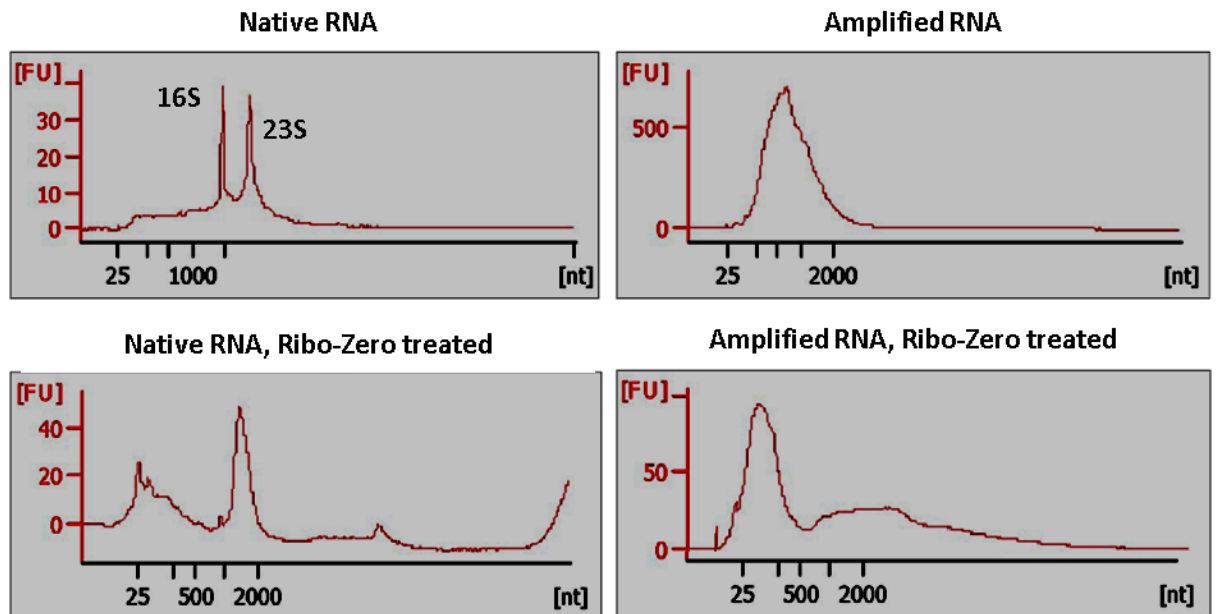 Native RNA
[FU]
30
20
10
0
16S
23S
25 1000 [nt]
Amplified RNA
[FU]
500
0
25 2000 [nt]
Native RNA, Ribo-Zero treated
[FU]
40
20
0
25 500 2000 [nt]
Amplified RNA, Ribo-Zero treated
[FU]
50
0
25 500 2000 [nt]